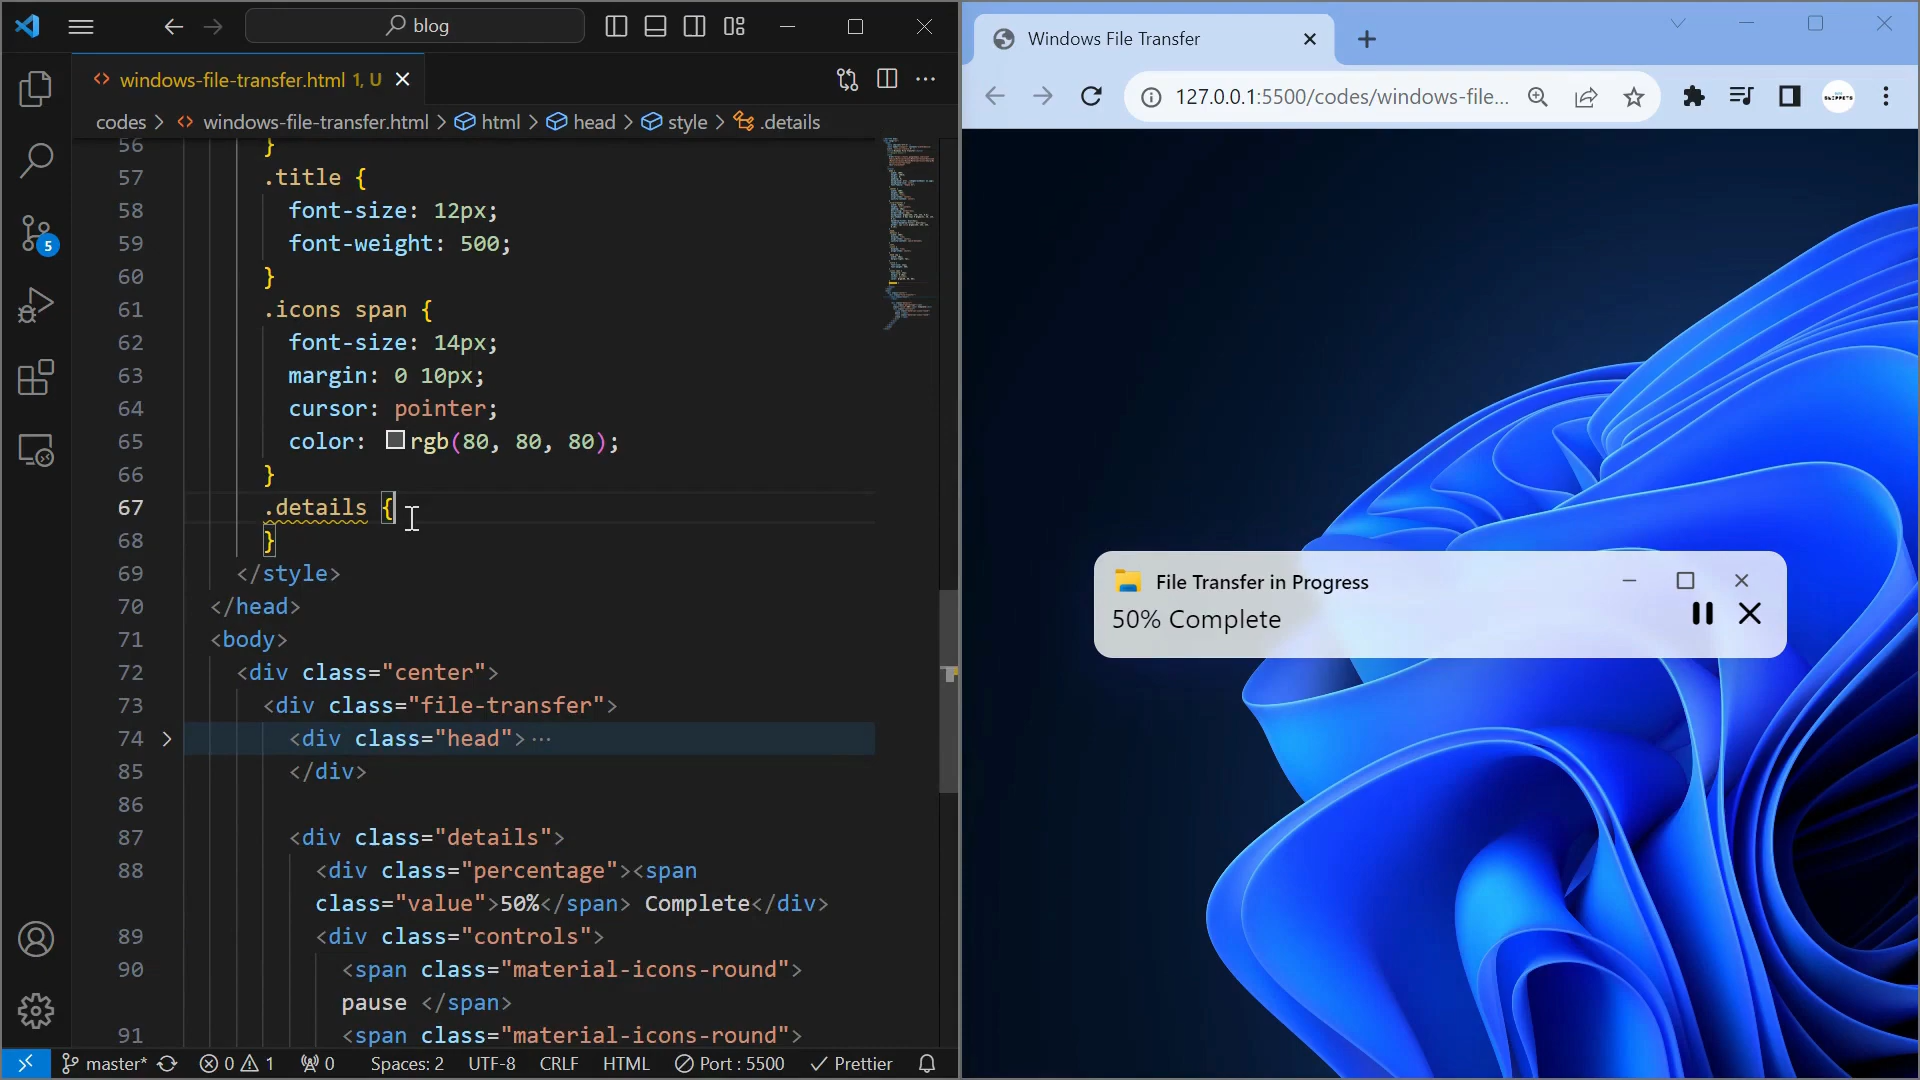 blog
windows-file-transfer.html 1, U
codes > windows-file-transfer.html > html > head > style > .details
56 }
57 .title {
58 font-size: 12px;
59 font-weight: 500;
60 }
61 .icons span {
62 font-size: 14px;
63 margin: 0 10px;
64 cursor: pointer;
65 color: rgb(80, 80, 80);
66 }
67 .details {
68 }
69 </style>
70 </head>
71 <body>
72 <div class="center">
73 <div class="file-transfer">
74 <div class="head"> ···
85 </div>
86
87 <div class="details">
88 <div class="percentage"><span
class="value">50%</span> Complete</div>
89 <div class="controls">
90 <span class="material-icons-round">
pause </span>
91 <span class="material-icons-round">
5
master* 0 1 0 Spaces: 2 UTF-8 CRLF HTML Port : 5500 Prettier
Windows File Transfer
127.0.0.1:5500/codes/windows-file...
File Transfer in Progress
50% Complete